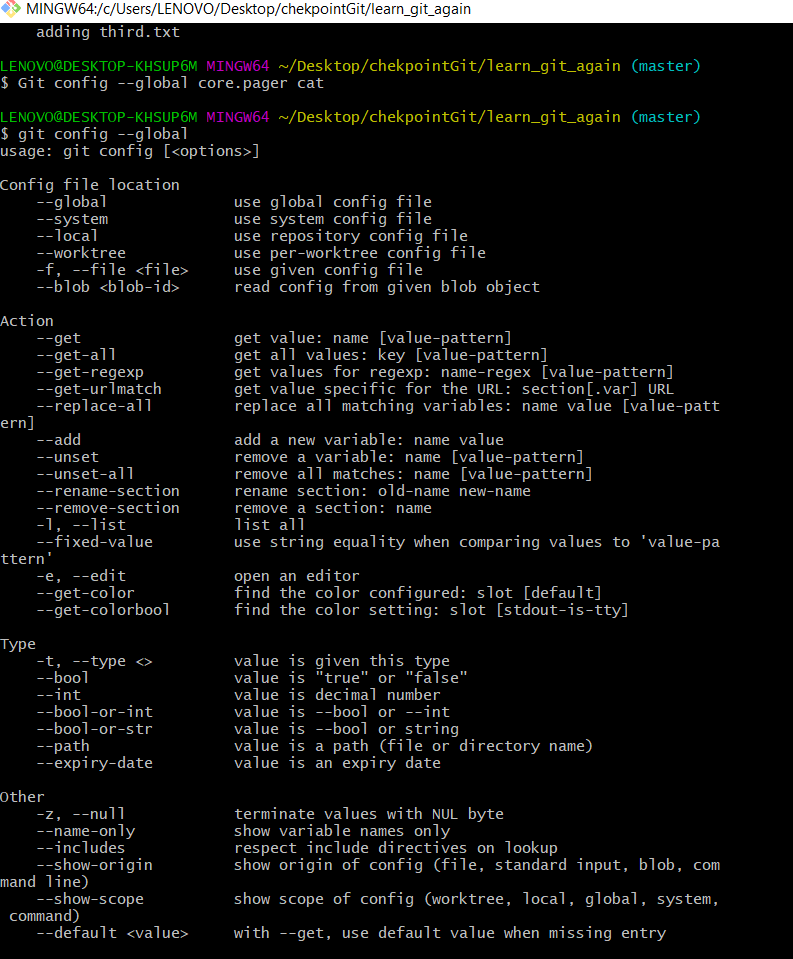 MINGW64:/c/Users/LENOVO/Desktop/chekpointGit/learn_git_again
    adding third.txt
LENOVO@DESKTOP-KHSUP6M MINGW64 ~/Desktop/chekpointGit/learn_git_again (master)
$ Git config --global core.pager cat
LENOVO@DESKTOP-KHSUP6M MINGW64 ~/Desktop/chekpointGit/learn_git_again (master)
$ git config --global
usage: git config [<options>]
Config file location
    --global              use global config file
    --system              use system config file
    --local               use repository config file
    --worktree            use per-worktree config file
    -f, --file <file>     use given config file
    --blob <blob-id>      read config from given blob object
Action
    --get                 get value: name [value-pattern]
    --get-all             get all values: key [value-pattern]
    --get-regexp          get values for regexp: name-regex [value-pattern]
    --get-urlmatch        get value specific for the URL: section[.var] URL
    --replace-all         replace all matching variables: name value [value-patt
ern]
    --add                 add a new variable: name value
    --unset               remove a variable: name [value-pattern]
    --unset-all           remove all matches: name [value-pattern]
    --rename-section      rename section: old-name new-name
    --remove-section      remove a section: name
    -l, --list            list all
    --fixed-value         use string equality when comparing values to 'value-pa
ttern'
    -e, --edit            open an editor
    --get-color           find the color configured: slot [default]
    --get-colorbool       find the color setting: slot [stdout-is-tty]
Type
    -t, --type <>         value is given this type
    --bool                value is "true" or "false"
    --int                 value is decimal number
    --bool-or-int         value is --bool or --int
    --bool-or-str         value is --bool or string
    --path                value is a path (file or directory name)
    --expiry-date         value is an expiry date
Other
    -z, --null            terminate values with NUL byte
    --name-only           show variable names only
    --includes            respect include directives on lookup
    --show-origin         show origin of config (file, standard input, blob, com
mand line)
    --show-scope          show scope of config (worktree, local, global, system,
 command)
    --default <value>     with --get, use default value when missing entry